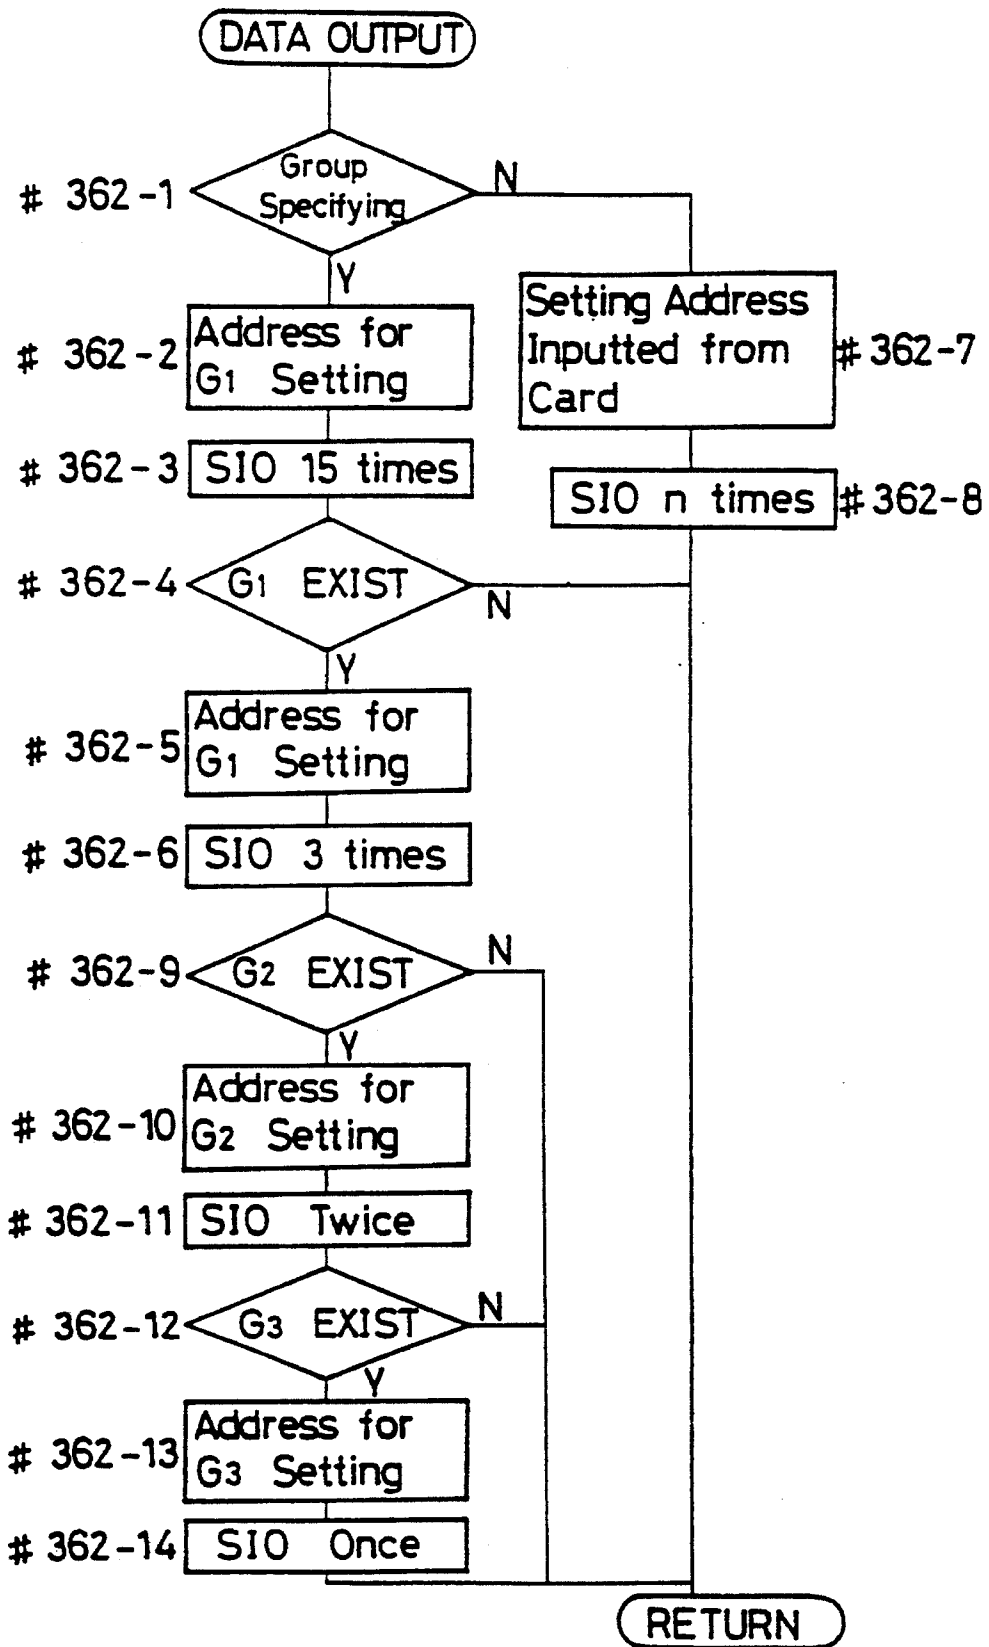 DATA OUTPUT
# 362-1
Group
Specifying
N
Y
# 362-2
Address for
G1 Setting
Setting Address
Inputted from
Card
# 362-7
# 362-3
SIO 15 times
SIO n times
# 362-8
# 362-4
G1 EXIST
N
Y
# 362-5
Address for
G1 Setting
# 362-6
SIO 3 times
# 362-9
G2 EXIST
N
Y
# 362-10
Address for
G2 Setting
# 362-11
SIO Twice
# 362-12
G3 EXIST
N
Y
# 362-13
Address for
G3 Setting
# 362-14
SIO Once
RETURN